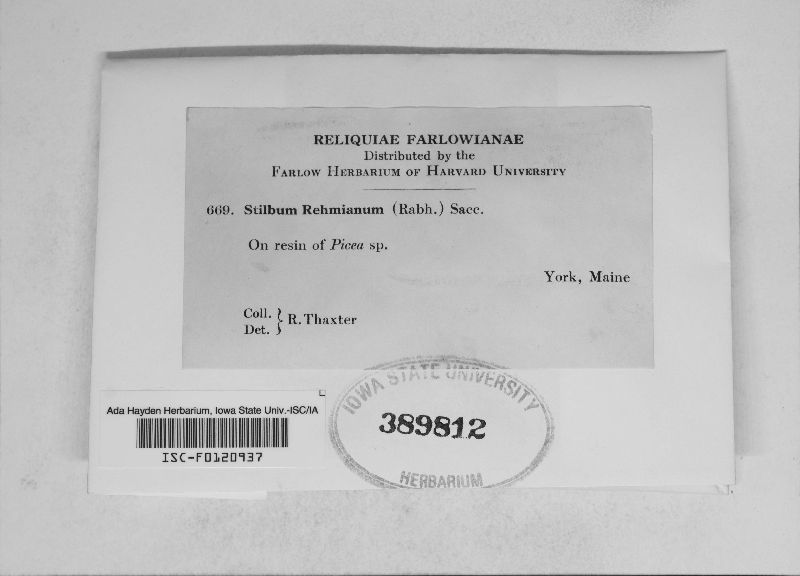 RELIQUIAE FARLOWIANAE
Distributed by the
FARLOW HERBARIUM OF HARVARD UNIVERSITY
669. Stilbum Rehmianum (Rabh.) Sacc.
On resin of Picea sp.
York, Maine
Coll. } R. Thaxter
Det.
IOWA STATE UNIVERSITY
389812
HERBARIUM
Ada Hayden Herbarium, Iowa State Univ.-ISC/IA
ISC-F0120937